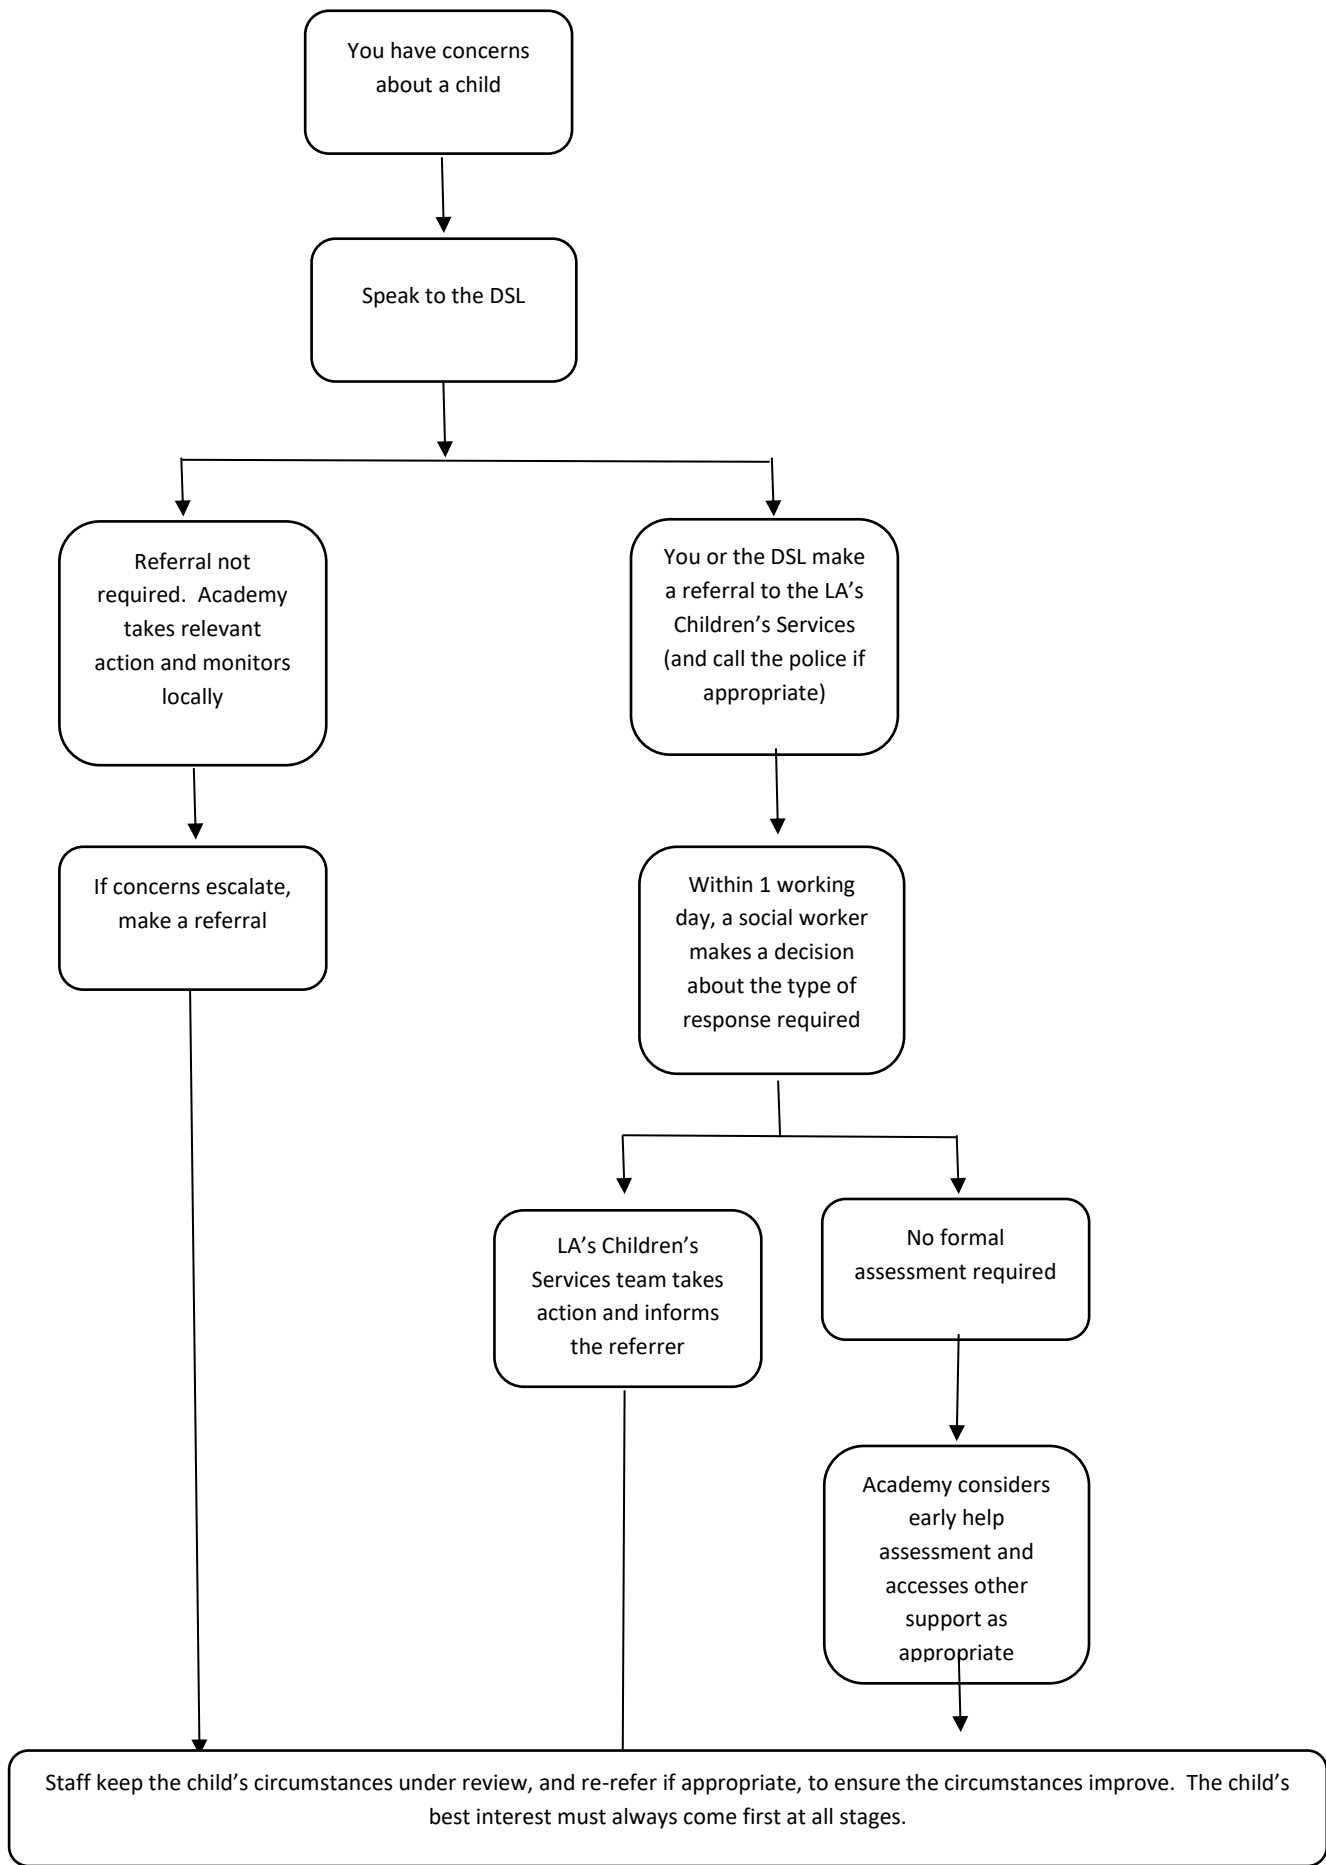 You have concerns
about a child
Speak to the DSL
Referral not
required.  Academy
takes relevant
action and monitors
locally
You or the DSL make
a referral to the LA’s
Children’s Services
(and call the police if
appropriate)
If concerns escalate,
make a referral
Within 1 working
day, a social worker
makes a decision
about the type of
response required
LA’s Children’s
Services team takes
action and informs
the referrer
No formal
assessment required
Academy considers
early help
assessment and
accesses other
support as
appropriate
Staff keep the child’s circumstances under review, and re-refer if appropriate, to ensure the circumstances improve.  The child’s
best interest must always come first at all stages.